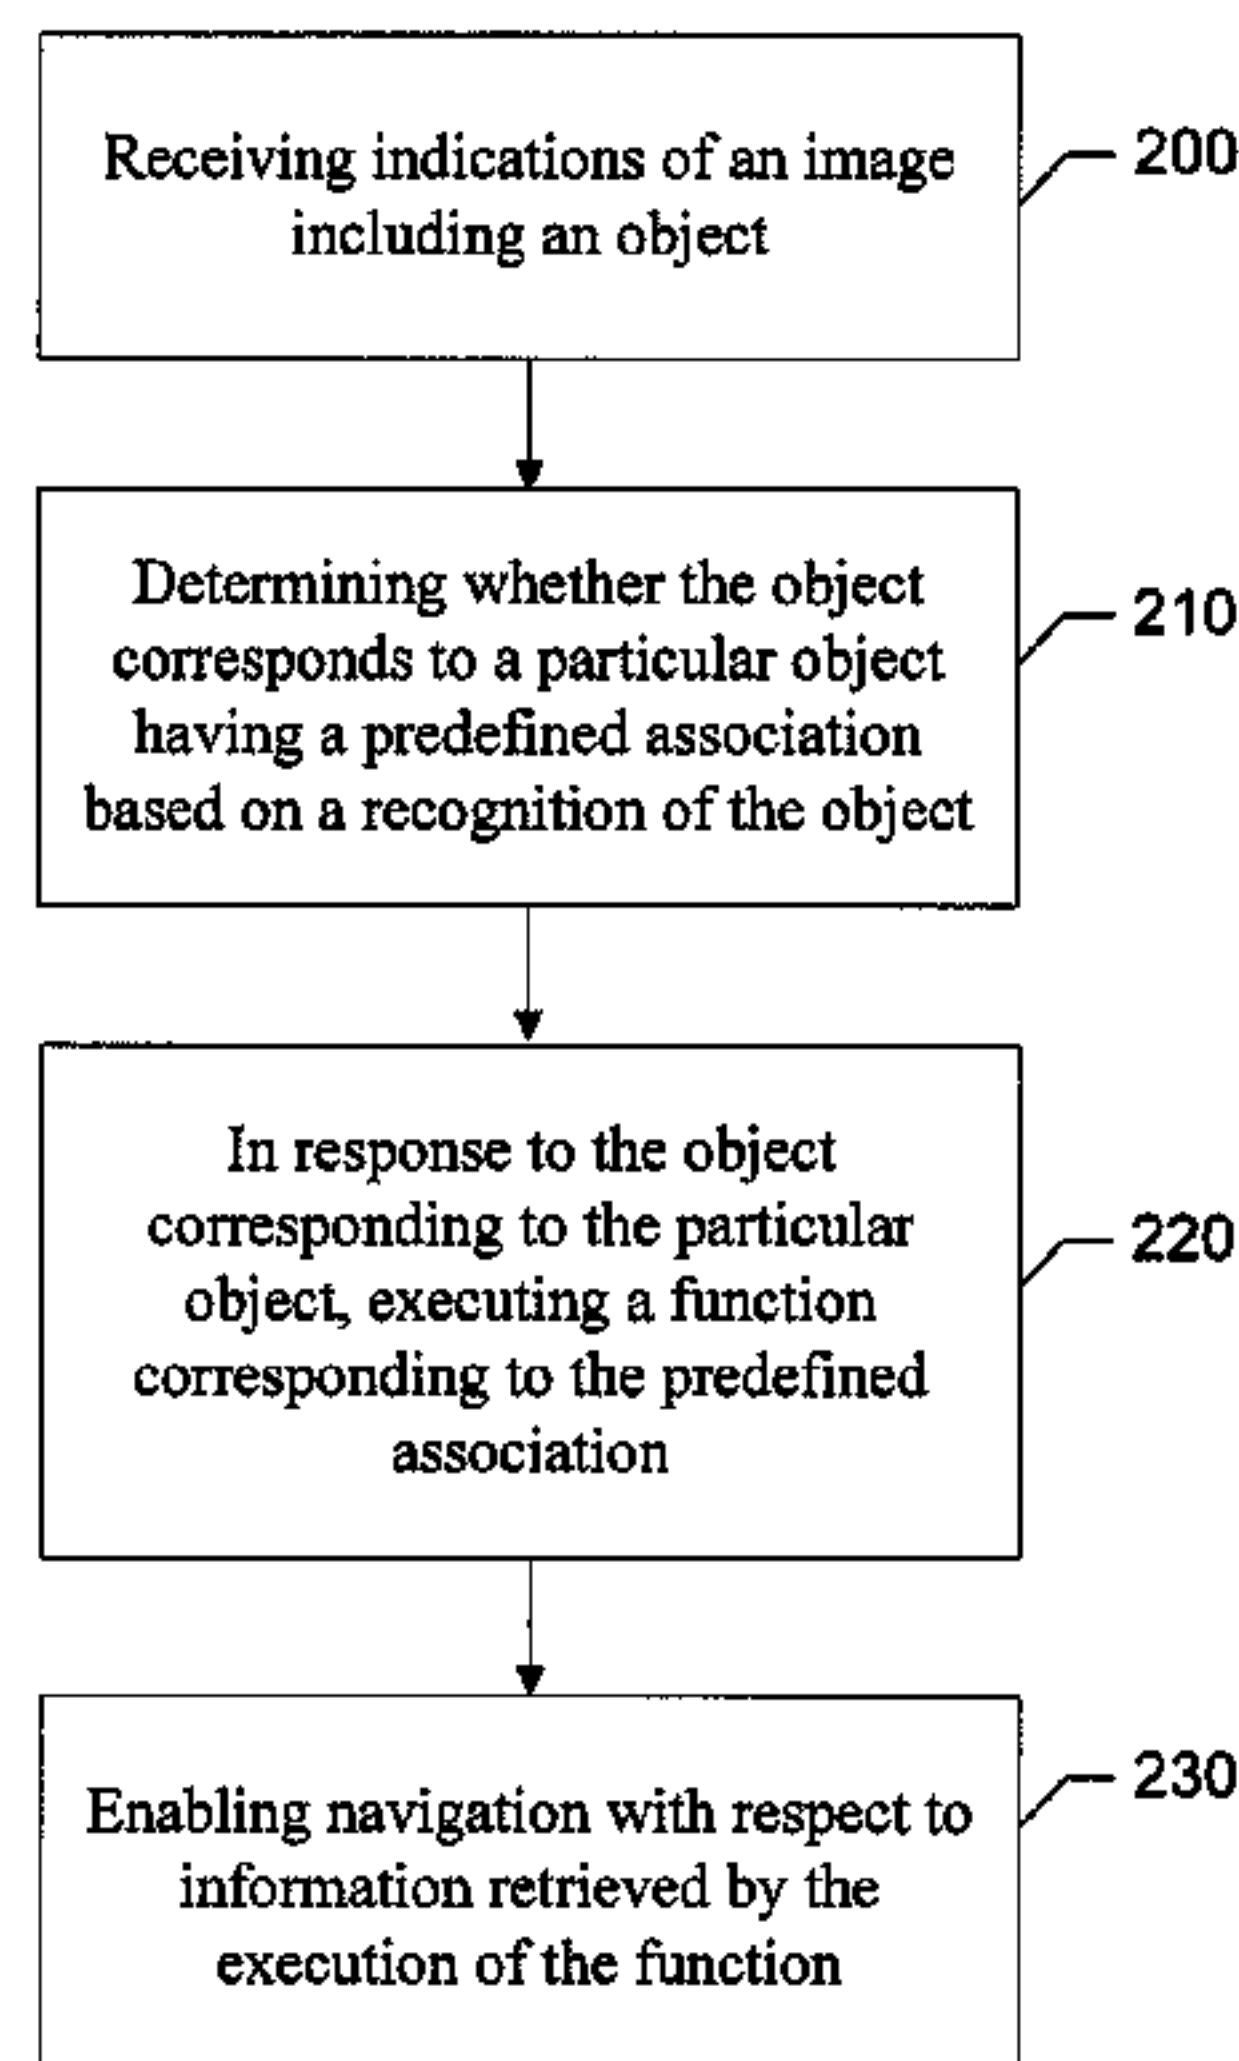 Receiving indications of an image
including an object
200
Determining whether the object
corresponds to a particular object
having a predefined association
based on a recognition of the object
210
In response to the object
corresponding to the particular
object, executing a function
corresponding to the predefined
association
220
Enabling navigation with respect to
information retrieved by the
execution of the function
230